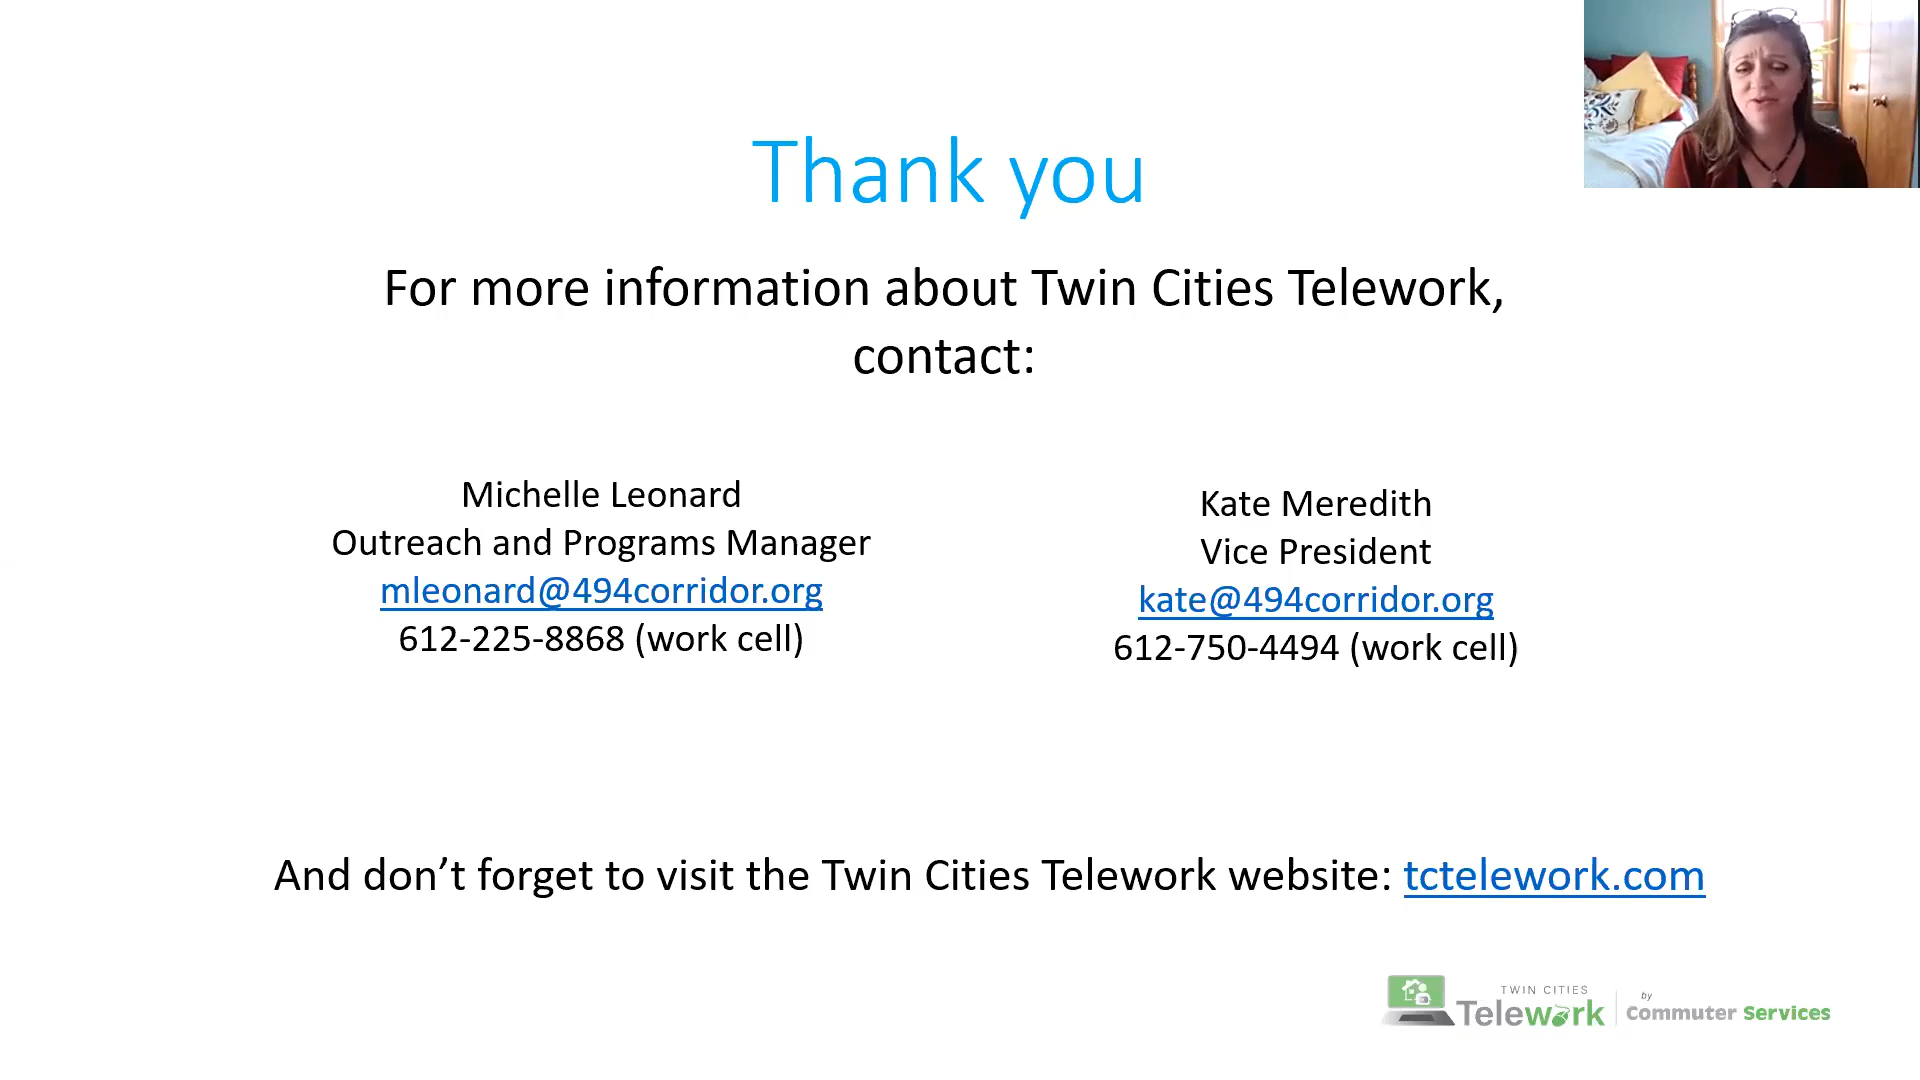 Thank you
For more information about Twin Cities Telework,
contact:
Michelle Leonard
Outreach and Programs Manager
mleonard@494corridor.org
612-225-8868 (work cell)
Kate Meredith
Vice President
kate@494corridor.org
612-750-4494 (work cell)
And don’t forget to visit the Twin Cities Telework website: tctelework.com
TWIN CITIES
Telework
by
Commuter Services